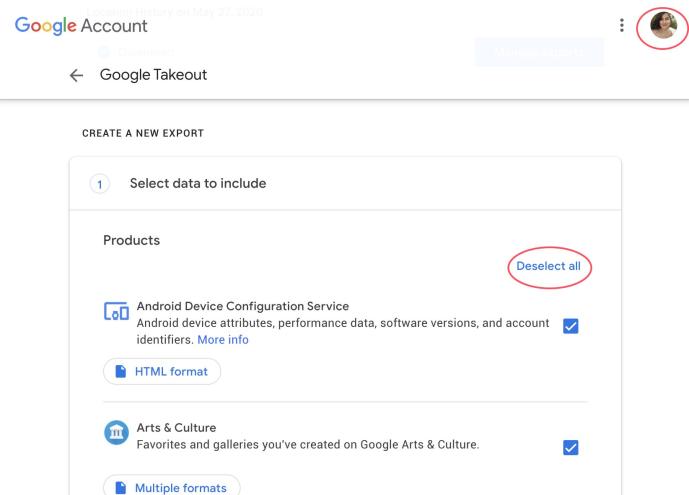 Location History on May 27, 2020
Google Account
Google Takeout
CREATE A NEW EXPORT
1 Select data to include
Products
Deselect all
Android Device Configuration Service
Android device attributes, performance data, software versions, and account
identifiers. More info
HTML format
Arts & Culture
Favorites and galleries you've created on Google Arts & Culture.
Multiple formats